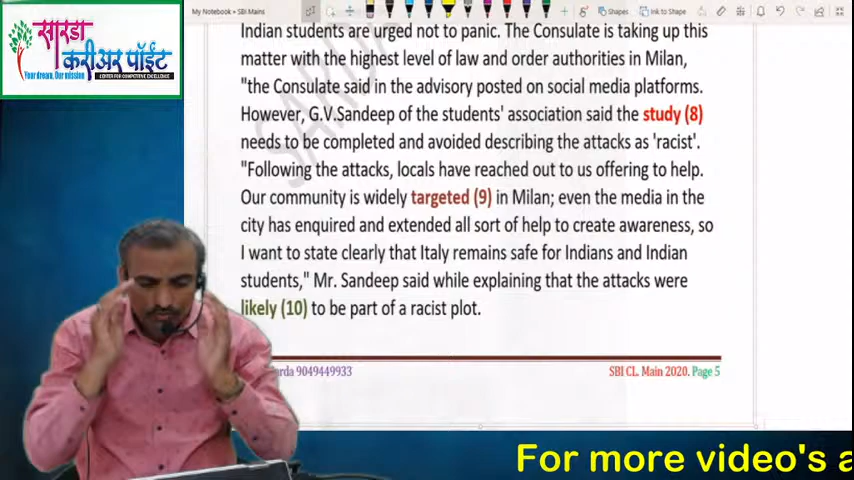 सारडा
करीअर पॉईंट
Your dream. Our mission
CENTER FOR COMPETITIVE EXCELLENCE
My Notebook > SBI Mains
Shapes
Ink to Shape
Indian students are urged not to panic. The Consulate is taking up this
matter with the highest level of law and order authorities in Milan,
"the Consulate said in the advisory posted on social media platforms.
However, G.V.Sandeep of the students' association said the study (8)
needs to be completed and avoided describing the attacks as 'racist'.
"Following the attacks, locals have reached out to us offering to help.
Our community is widely targeted (9) in Milan; even the media in the
city has enquired and extended all sort of help to create awareness, so
I want to state clearly that Italy remains safe for Indians and Indian
students," Mr. Sandeep said while explaining that the attacks were
likely (10) to be part of a racist plot.
arda 9049449933
SBI CL. Main 2020. Page 5
For more video's a